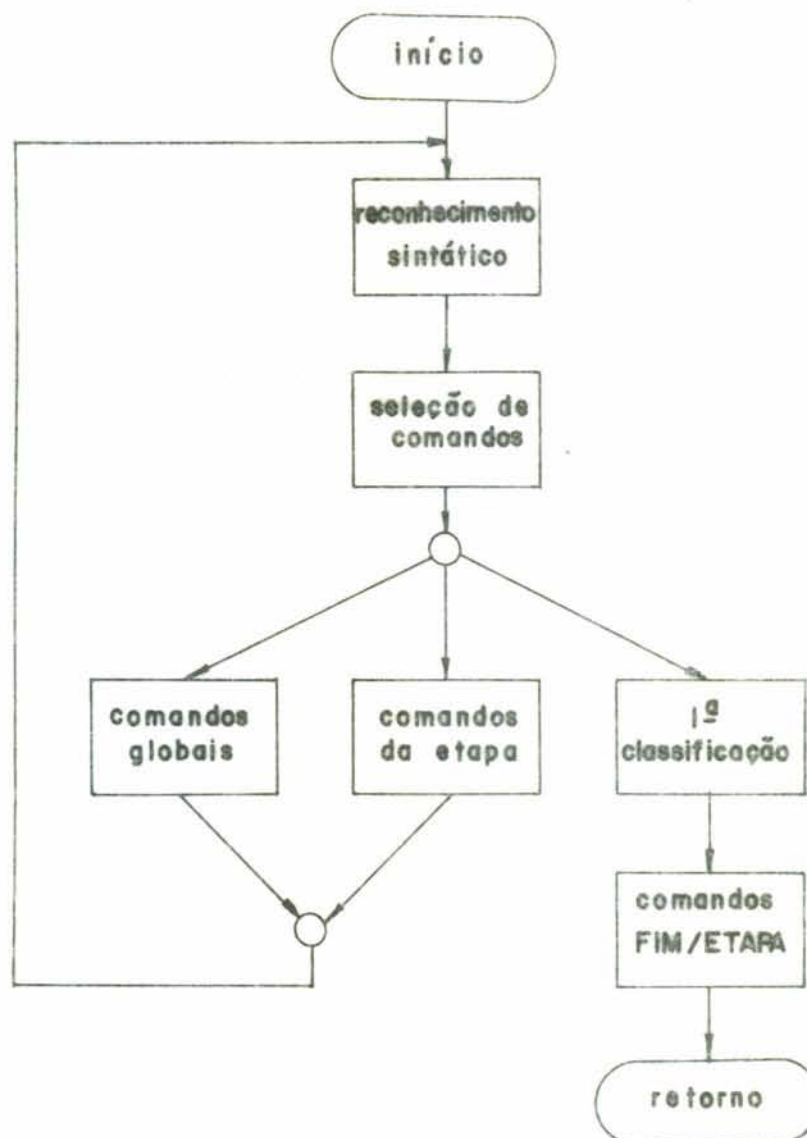 início
reconhecimento
sintático
seleção de
comandos
comandos
globais
comandos
da etapa
1ª
classificação
comandos
FIM/ETAPA
retorno